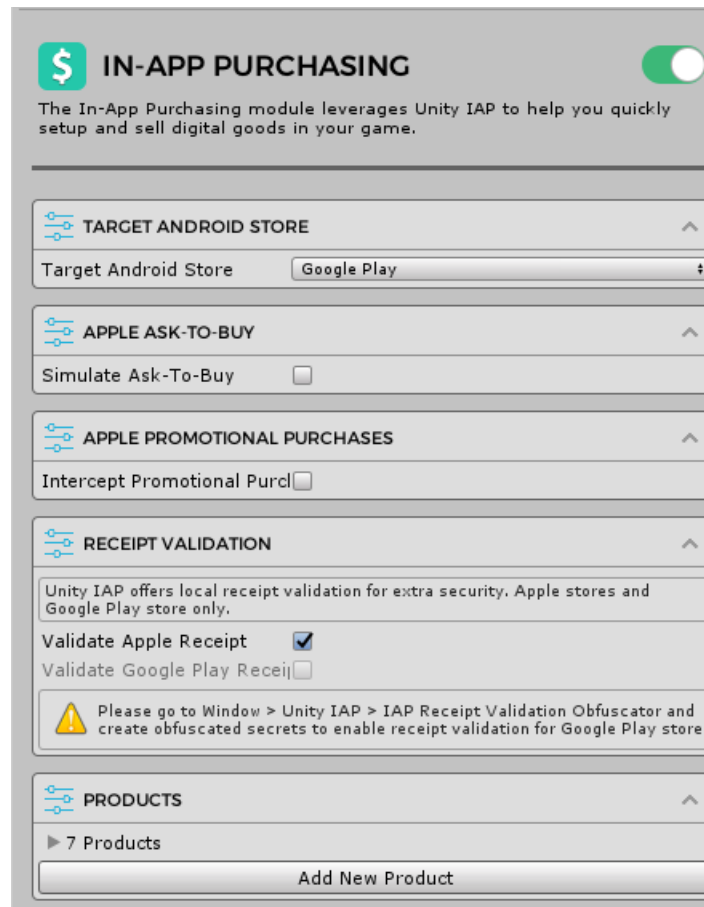 $
IN-APP PURCHASING
The In-App Purchasing module leverages Unity IAP to help you quickly
setup and sell digital goods in your game.
TARGET ANDROID STORE
Target Android Store Google Play
APPLE ASK-TO-BUY
Simulate Ask-To-Buy
APPLE PROMOTIONAL PURCHASES
Intercept Promotional Purcl
RECEIPT VALIDATION
Unity IAP offers local receipt validation for extra security. Apple stores and
Google Play store only.
Validate Apple Receipt
Validate Google Play Recei
Please go to Window > Unity IAP > IAP Receipt Validation Obfuscator and
create obfuscated secrets to enable receipt validation for Google Play store
PRODUCTS
7 Products
Add New Product